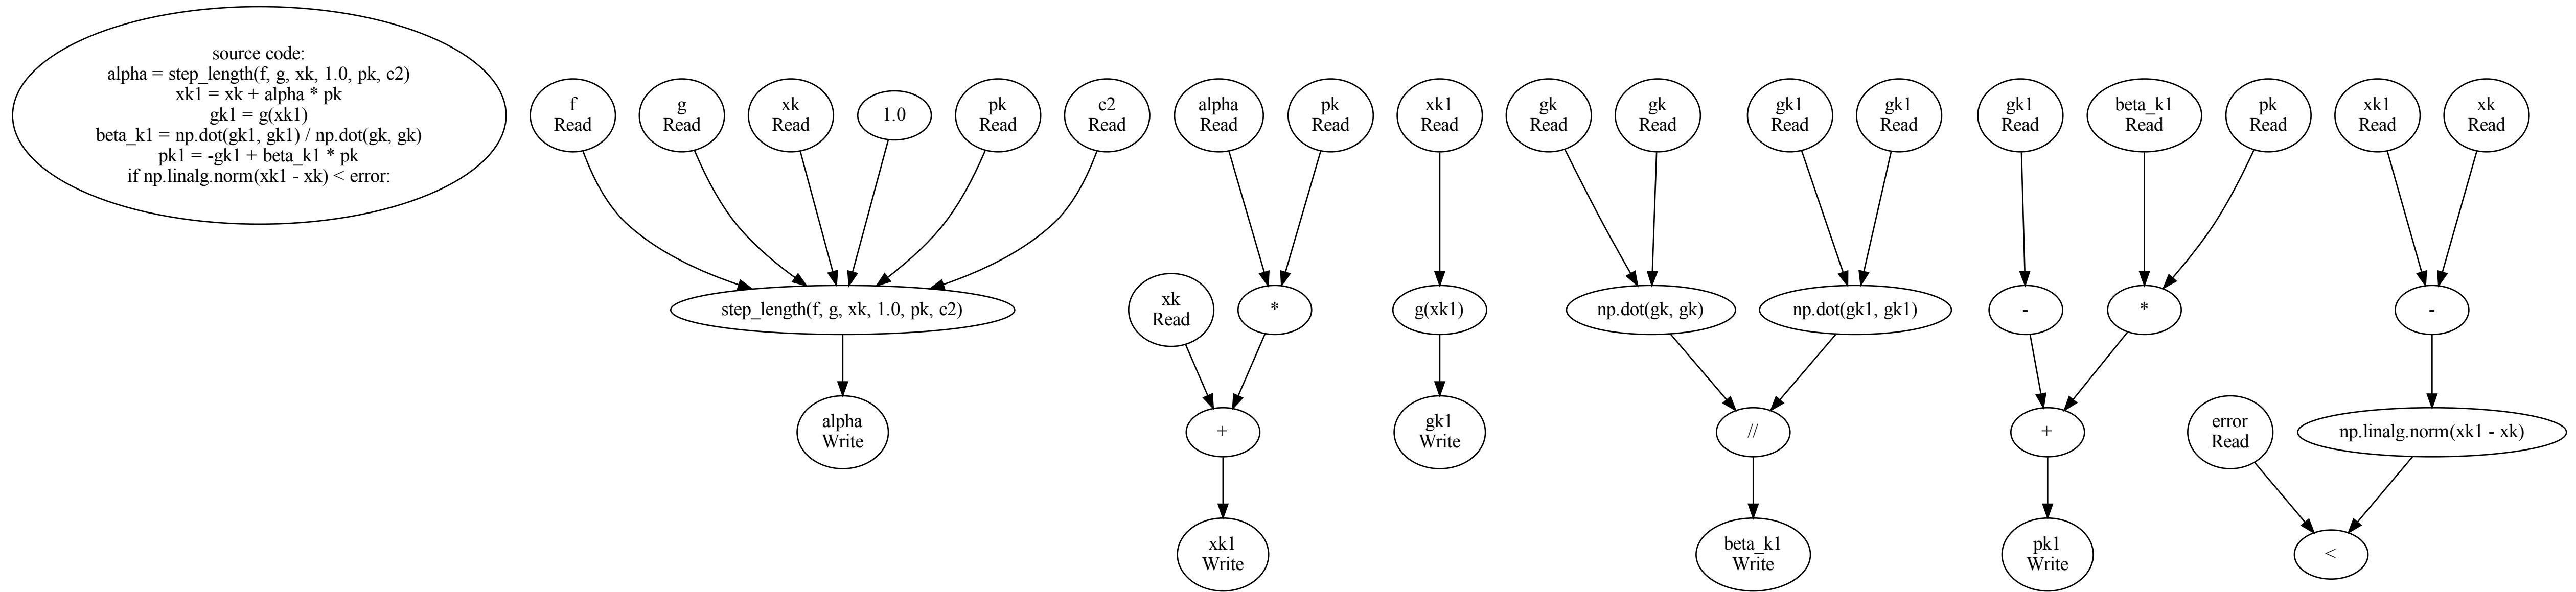 source code:
alpha = step_length(f, g, xk, 1.0, pk, c2)
xk1 = xk + alpha * pk
gk1 = g(xk1)
beta_k1 = np.dot(gk1, gk1) / np.dot(gk, gk)
pk1 = -gk1 + beta_k1 * pk
if np.linalg.norm(xk1 - xk) < error:
f
Read
g
Read
xk
Read
1.0
pk
Read
c2
Read
step_length(f, g, xk, 1.0, pk, c2)
alpha
Write
alpha
Read
pk
Read
xk
Read
*
+
xk1
Write
xk1
Read
g(xk1)
gk1
Write
gk
Read
gk
Read
gk1
Read
gk1
Read
np.dot(gk, gk)
np.dot(gk1, gk1)
//
beta_k1
Write
gk1
Read
beta_k1
Read
pk
Read
-
*
+
pk1
Write
xk1
Read
xk
Read
-
error
Read
np.linalg.norm(xk1 - xk)
<